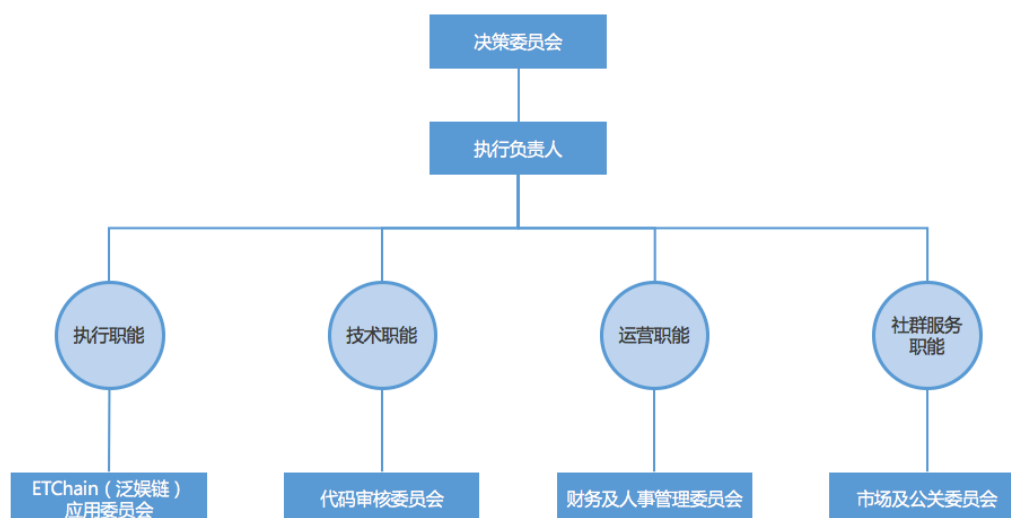 决策委员会
执行负责人
执行职能
技术职能
运营职能
社群服务
职能
ETChain（泛娱链）
应用委员会
代码审核委员会
财务及人事管理委员会
市场及公关委员会